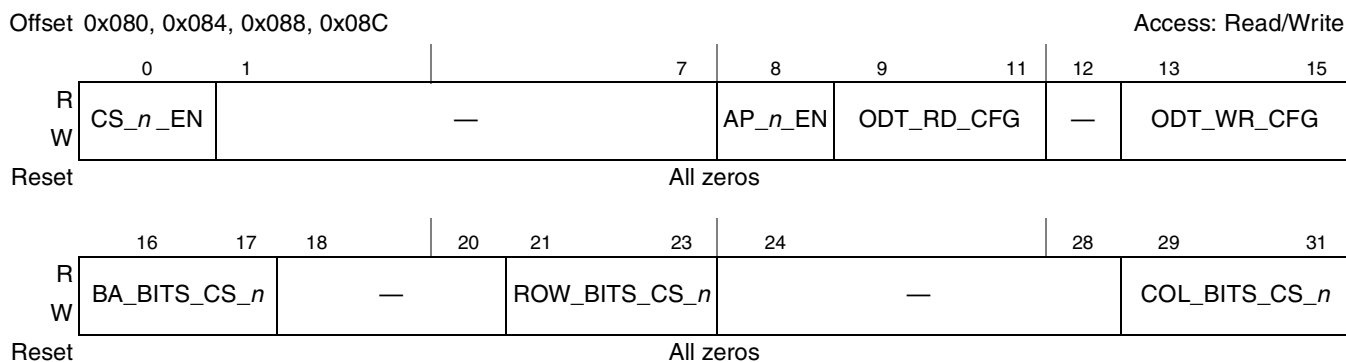 Offset 0x080, 0x084, 0x088, 0x08C Access: Read/Write
0 1 7 8 9 11 12 13 15
R
W
CS_n_EN — AP_n_EN ODT_RD_CFG — ODT_WR_CFG
Reset All zeros
16 17 18 20 21 23 24 28 29 31
R
W
BA_BITS_CS_n — ROW_BITS_CS_n — COL_BITS_CS_n
Reset All zeros